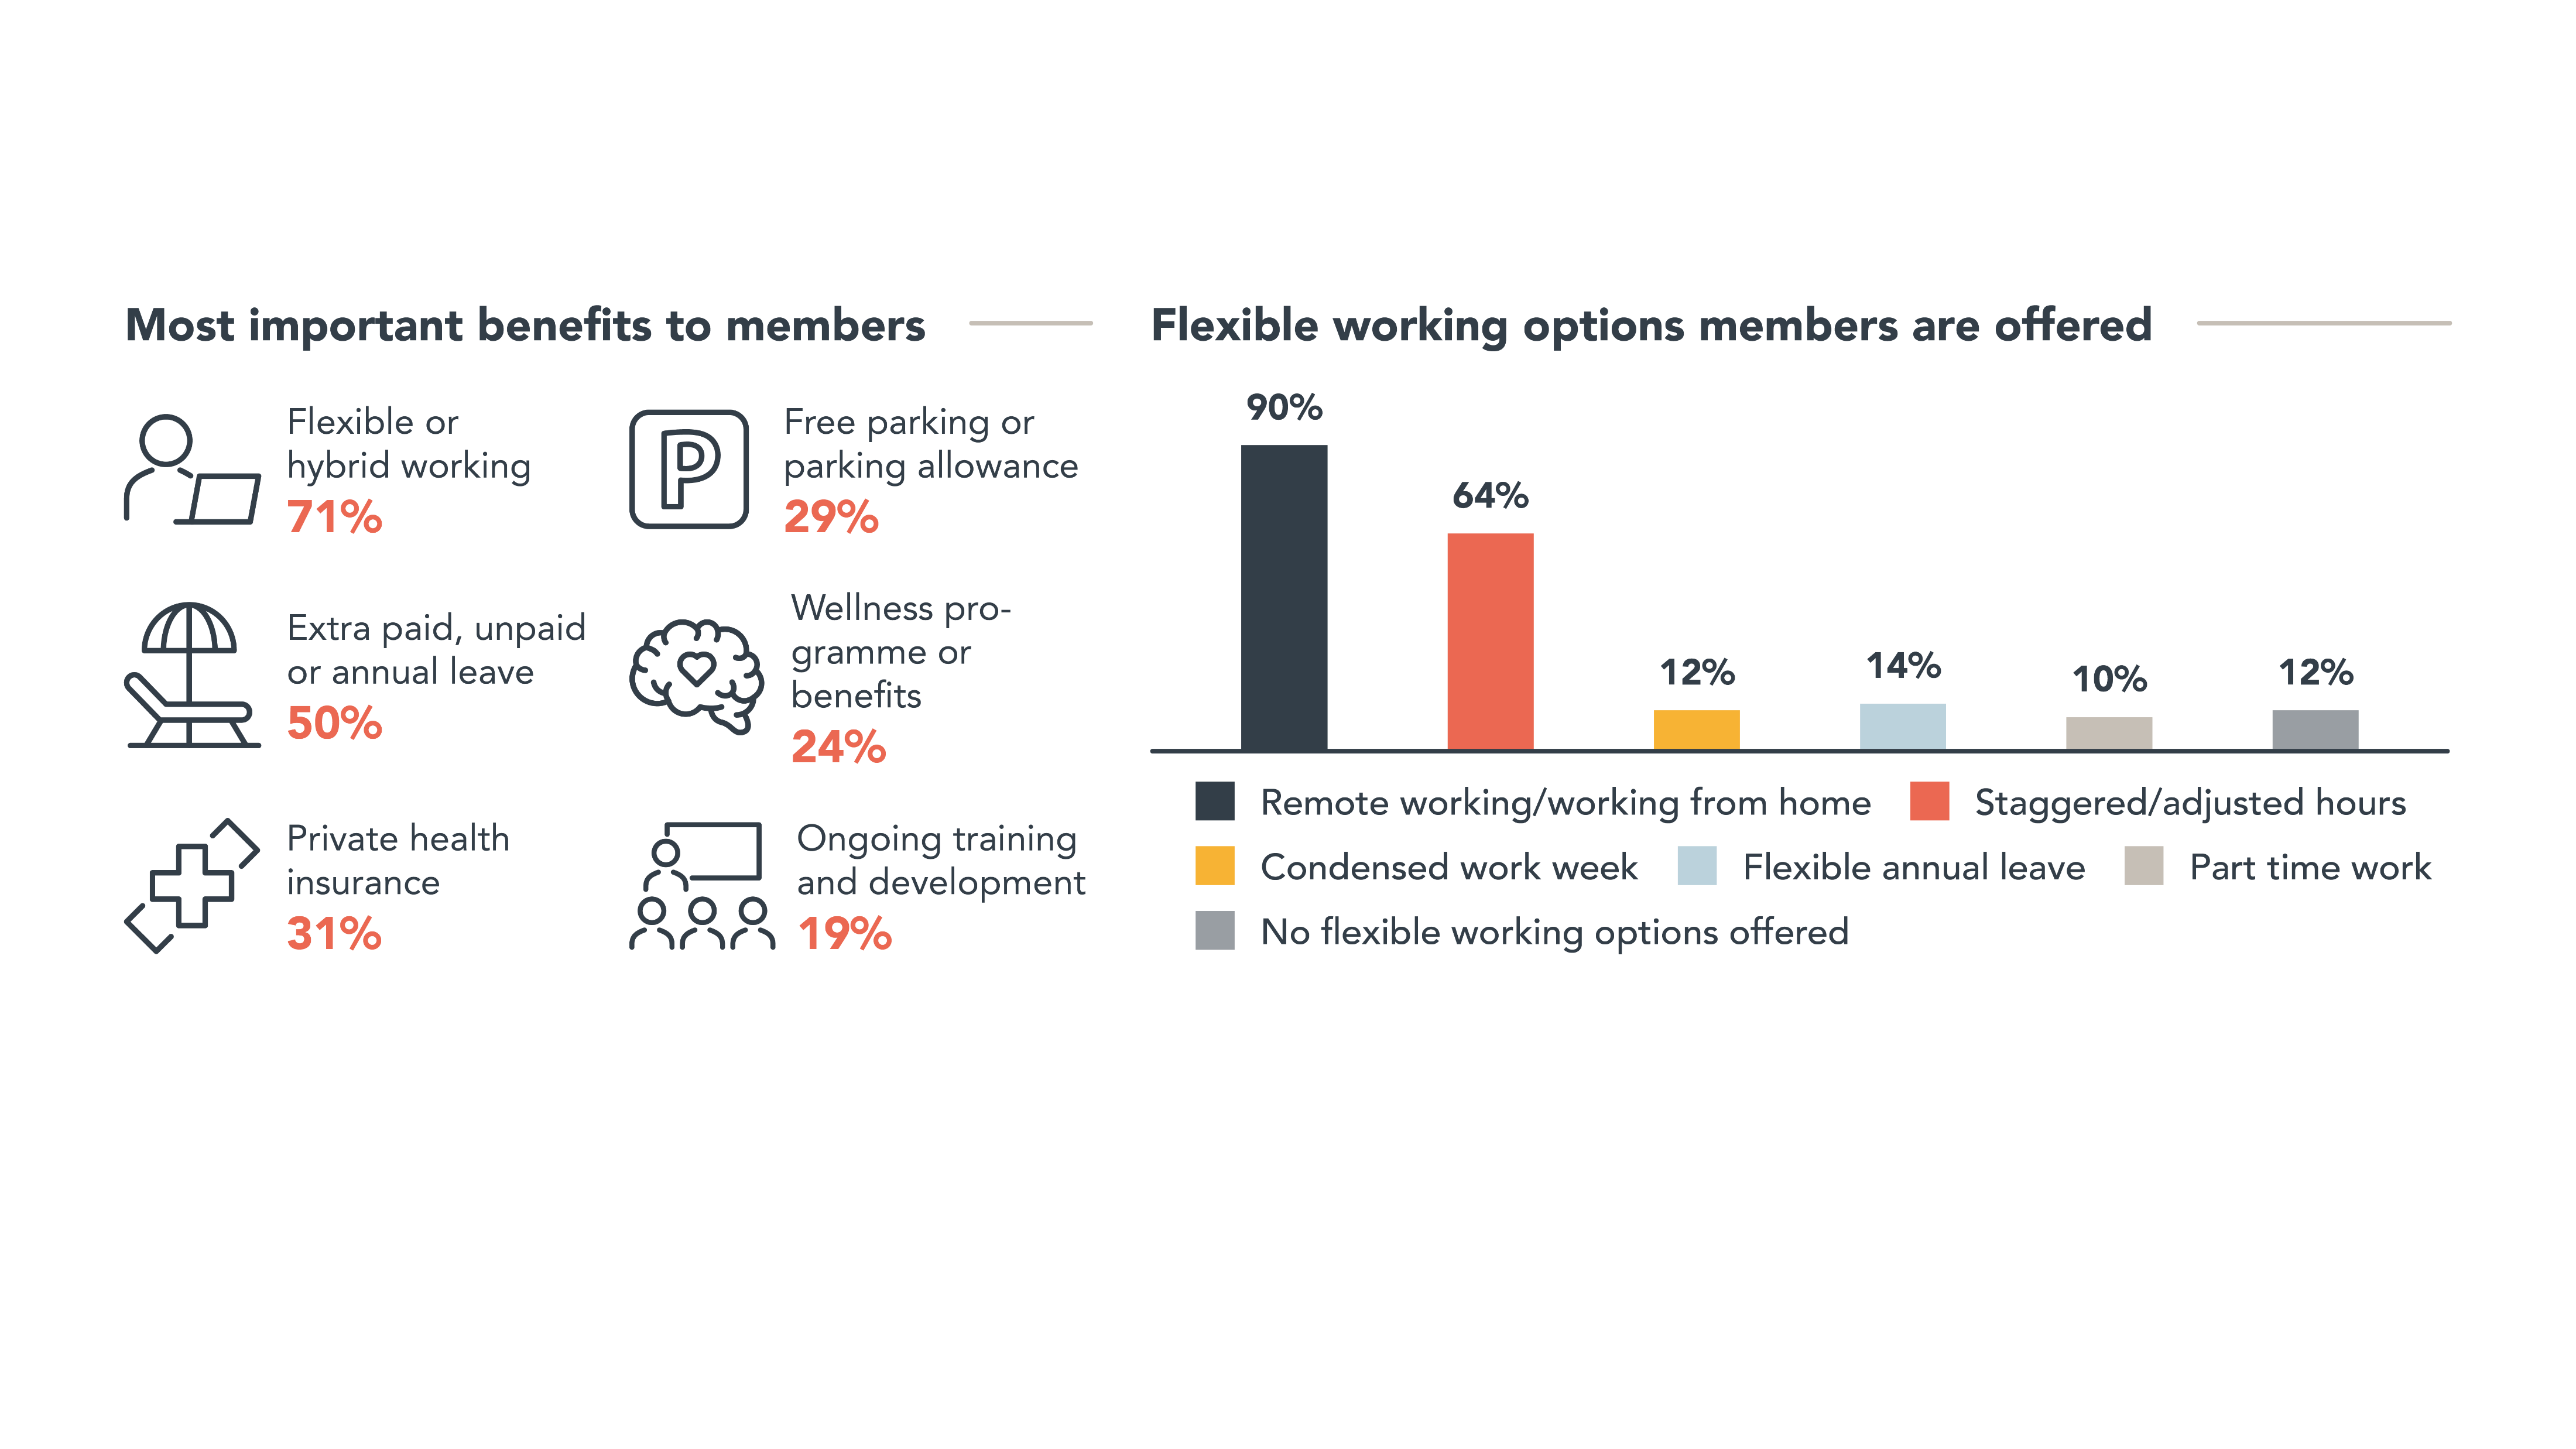 Most important benefits to members
Flexible or
hybrid working
71%
Free parking or
parking allowance
29%
Extra paid, unpaid
or annual leave
50%
Wellness pro-
gramme or
benefits
24%
Private health
insurance
31%
Ongoing training
and development
19%
Flexible working options members are offered
90%
64%
12%
14%
10%
12%
Remote working/working from home
Staggered/adjusted hours
Condensed work week
Flexible annual leave
Part time work
No flexible working options offered